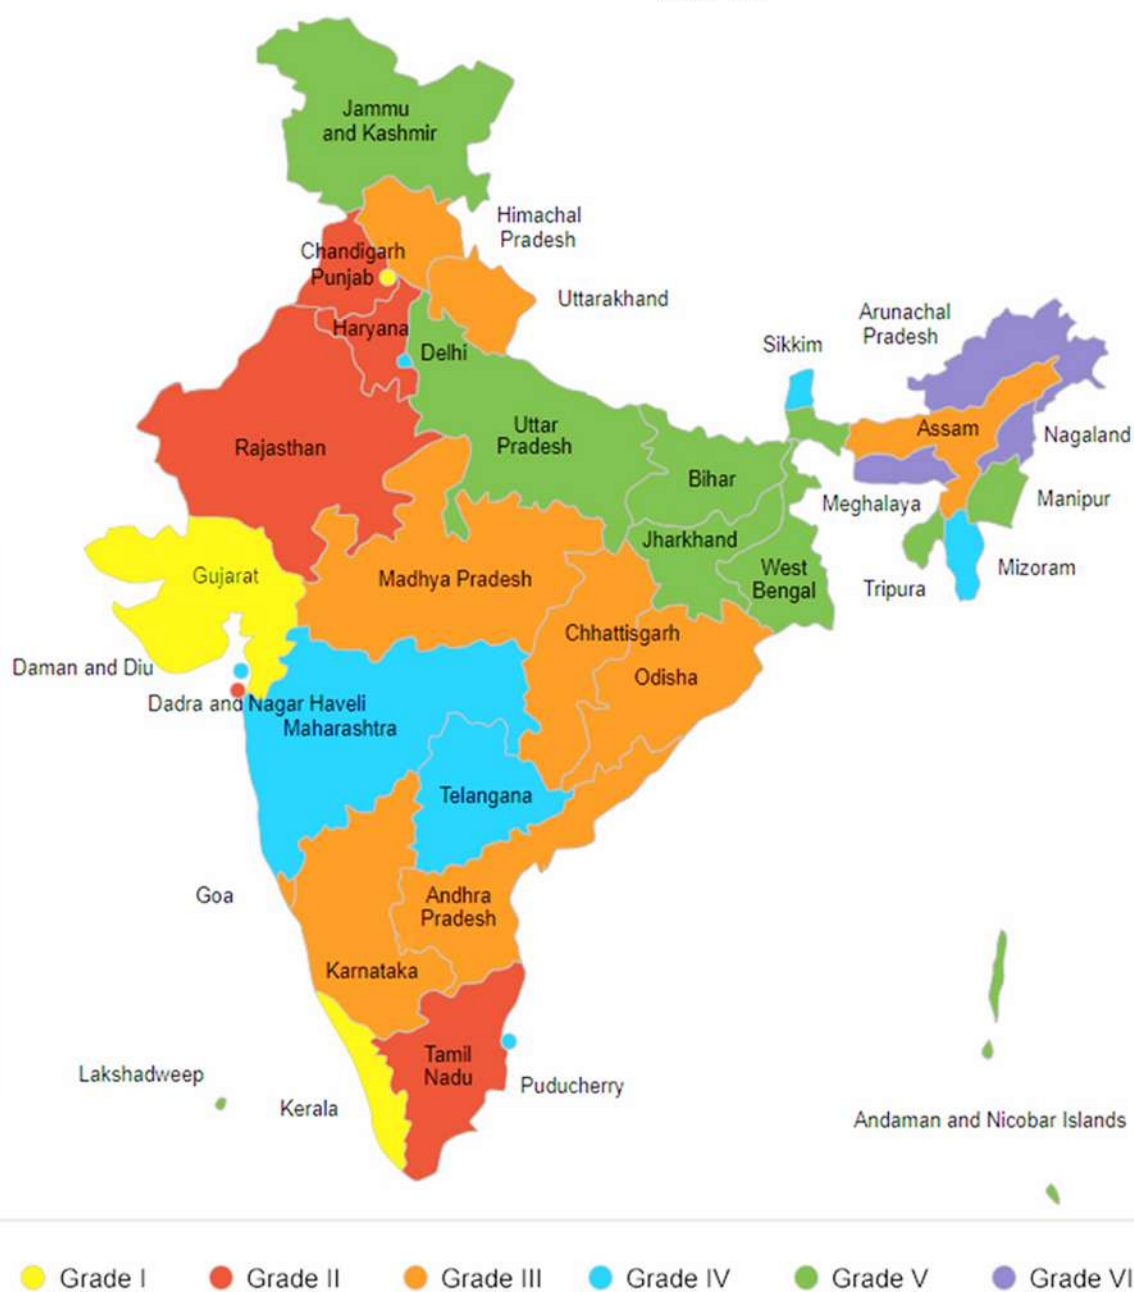 Jammu
and Kashmir
Himachal
Pradesh
Chandigarh
Punjab
Uttarakhand
Haryana
Delhi
Arunachal
Pradesh
Sikkim
Uttar
Pradesh
Rajasthan
Assam
Nagaland
Bihar
Meghalaya
Manipur
Jharkhand
Gujarat
Madhya Pradesh
West
Bengal
Mizoram
Tripura
Chhattisgarh
Daman and Diu
Odisha
Dadra and Nagar Haveli
Maharashtra
Telangana
Goa
Andhra
Pradesh
Karnataka
Tamil
Nadu
Lakshadweep
Puducherry
Kerala
Andaman and Nicobar Islands
Grade I Grade II Grade III Grade IV Grade V Grade VI